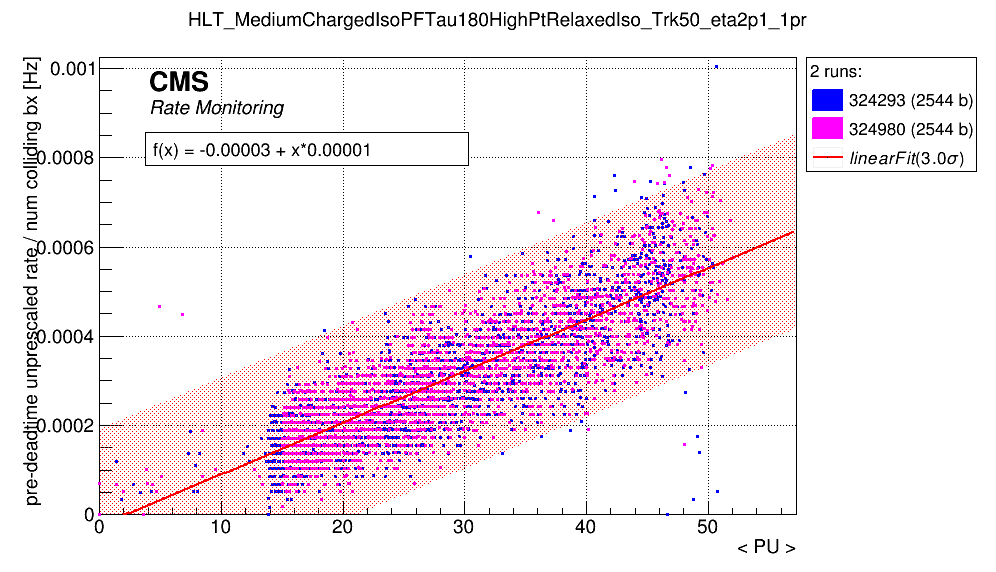 HLT_MediumChargedIsoPFTau180HighPtRelaxedIso_Trk50_eta2p1_1pr
pre-deadtime unprescaled rate / num colliding bx [Hz]
0.001
0.0008
0.0006
0.0004
0.0002
0
CMS
Rate Monitoring
f(x) = -0.00003 + x*0.00001
2 runs:
324293 (2544 b)
324980 (2544 b)
linearFit(3.0σ)
0 10 20 30 40 50
< PU >